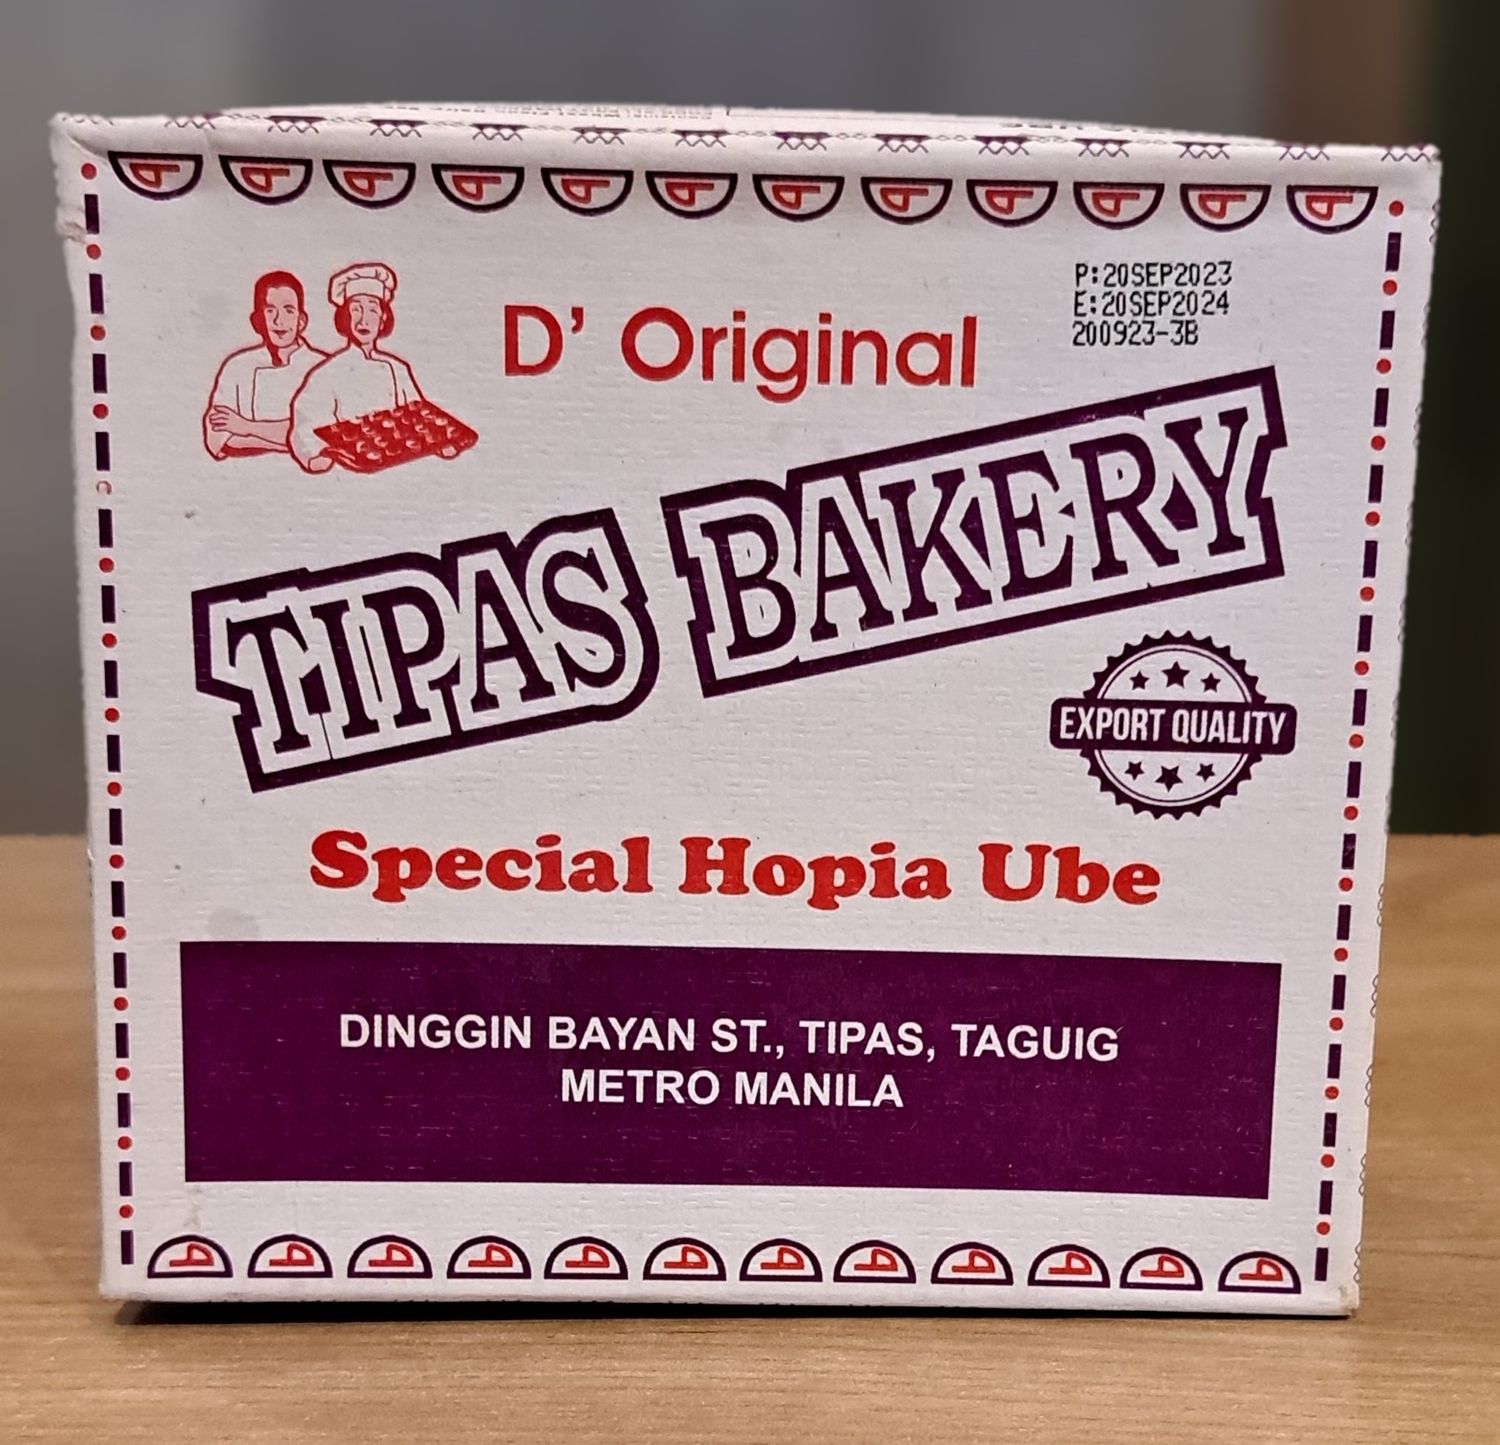 D' Original
P:20SEP2023
E:20SEP2024
200923-3B
TIPAS BAKERY
EXPORT QUALITY
Special Hopia Ube
DINGGIN BAYAN ST., TIPAS, TAGUIG
METRO MANILA